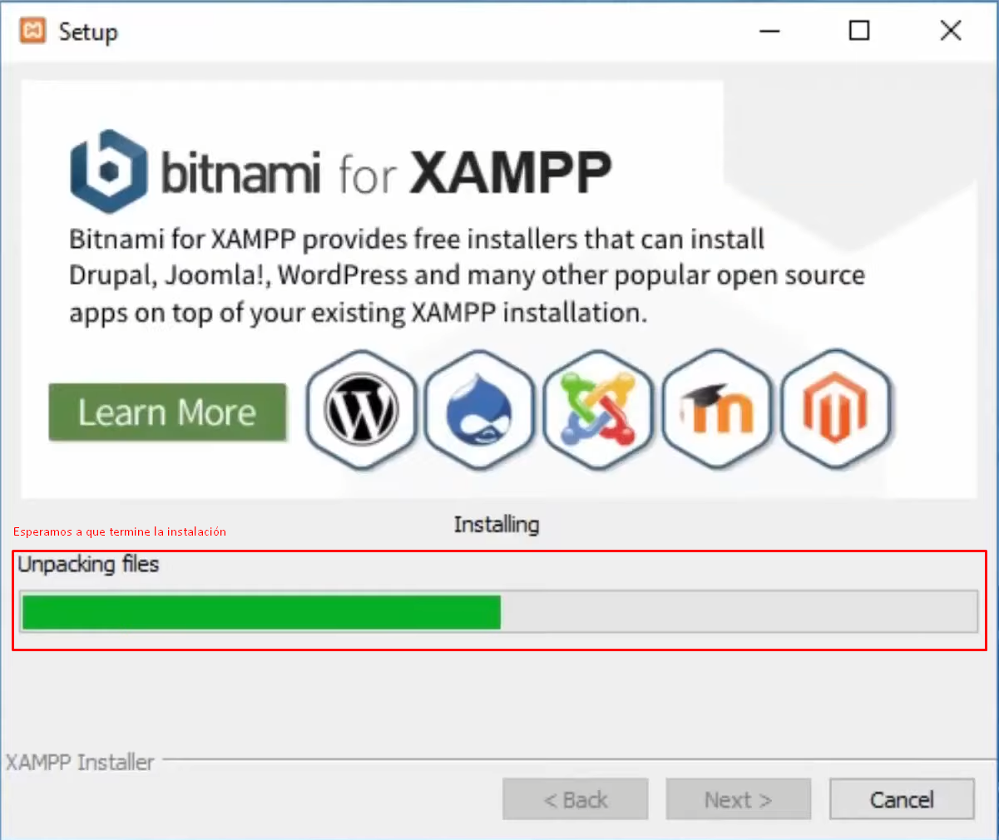 Setup
bitnami for XAMPP
Bitnami for XAMPP provides free installers that can install
Drupal, Joomla!, WordPress and many other popular open source
apps on top of your existing XAMPP installation.
Learn More
Installing
Esperamos a que termine la instalación
Unpacking files
XAMPP Installer
< Back
Next >
Cancel